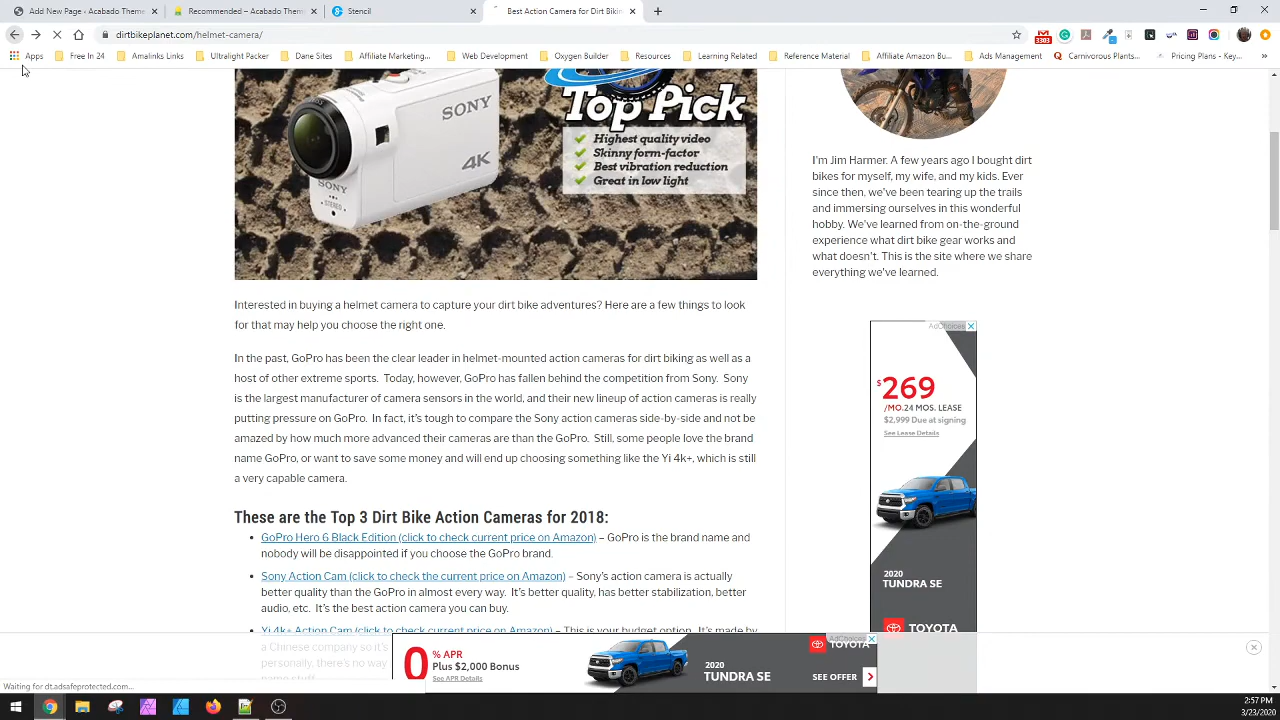 Add New Page ‹ Acabado Theme
Recommended – Acabado Theme
Stencil
Best Action Camera for Dirt Bikin
dirtbikeplanet.com/helmet-camera/
3303
Apps
Free In 24
Amalinks Links
Ultralight Packer
Dane Sites
Affiliate Marketing...
Web Development
Oxygen Builder
Resources
Learning Related
Reference Material
Affiliate Amazon Bu...
Ads Management
Carnivorous Plants...
Pricing Plans - Key...
»
SONY
4K
SONY
STEREO
Top Pick
Highest quality video
Skinny form-factor
Best vibration reduction
Great in low light
Interested in buying a helmet camera to capture your dirt bike adventures? Here are a few things to look
for that may help you choose the right one.
In the past, GoPro has been the clear leader in helmet-mounted action cameras for dirt biking as well as a
host of other extreme sports. Today, however, GoPro has fallen behind the competition from Sony. Sony
is the largest manufacturer of camera sensors in the world, and their new lineup of action cameras is really
putting pressure on GoPro. In fact, it's tough to compare the Sony action cameras side-by-side and not be
amazed by how much more advanced their cameras are than the GoPro. Still, some people love the brand
name GoPro, or want to save some money and will end up choosing something like the Yi 4k+, which is still
a very capable camera.
These are the Top 3 Dirt Bike Action Cameras for 2018:
• GoPro Hero 6 Black Edition (click to check current price on Amazon) – GoPro is the brand name and
nobody will be disappointed if you choose the GoPro brand.
• Sony Action Cam (click to check the current price on Amazon) – Sony's action camera is actually
better quality than the GoPro in almost every way. It's better quality, has better stabilization, better
audio, etc. It's the best action camera you can buy.
• Yi 4k+ Action Cam (click to check current price on Amazon) – This is your budget option. It's made by
a Chinese company so it's
personally, there's no way
I'm Jim Harmer. A few years ago I bought dirt
bikes for myself, my wife, and my kids. Ever
since then, we've been tearing up the trails
and immersing ourselves in this wonderful
hobby. We've learned from on-the-ground
experience what dirt bike gear works and
what doesn't. This is the site where we share
everything we've learned.
AdChoices
$269
/MO. 24 MOS. LEASE
$2,999 Due at signing
See Lease Details
2020
TUNDRA SE
TOYOTA
0 % APR
Plus $2,000 Bonus
See APR Details
2020
TUNDRA SE
AdChoices
TOYOTA
SEE OFFER
Waiting for dt.adsafeprotected.com...
2:57 PM
3/23/2020